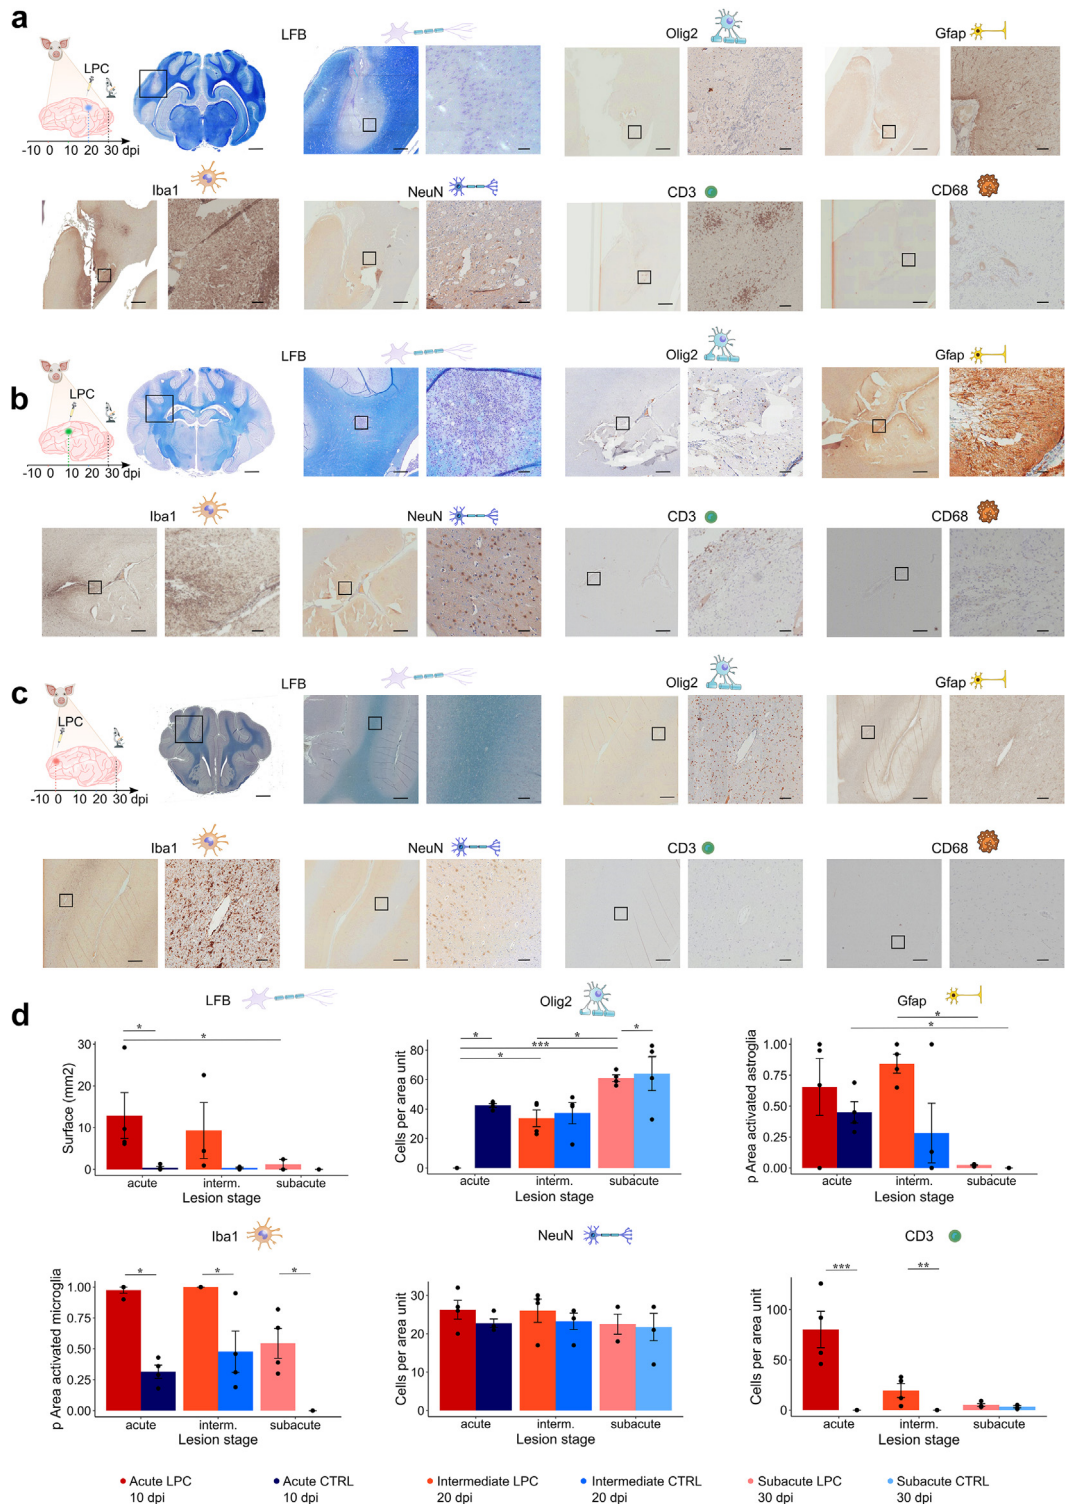 a
LFB
Olig2
Gfap
LPC
-10 0 10 20 30 dpi
Iba1
NeuN
CD3
CD68
b
LFB
Olig2
Gfap
LPC
-10 0 10 20 30 dpi
Iba1
NeuN
CD3
CD68
c
LFB
Olig2
Gfap
LPC
-10 0 10 20 30 dpi
Iba1
NeuN
CD3
CD68
d
LFB
Surface (mm2)
30
20
10
0
* *
acute interm. subacute
Lesion stage
Olig2
Cells per area unit
80
60
40
20
0
* * * *** *
acute interm. subacute
Lesion stage
Gfap
p Area activated astroglia
1.00
0.75
0.50
0.25
0.00
* *
acute interm. subacute
Lesion stage
Iba1
p Area activated microglia
1.00
0.75
0.50
0.25
0.00
* * *
acute interm. subacute
Lesion stage
NeuN
Cells per area unit
30
20
10
0
acute interm. subacute
Lesion stage
CD3
Cells per area unit
100
50
0
*** **
acute interm. subacute
Lesion stage
Acute LPC
10 dpi
Acute CTRL
10 dpi
Intermediate LPC
20 dpi
Intermediate CTRL
20 dpi
Subacute LPC
30 dpi
Subacute CTRL
30 dpi